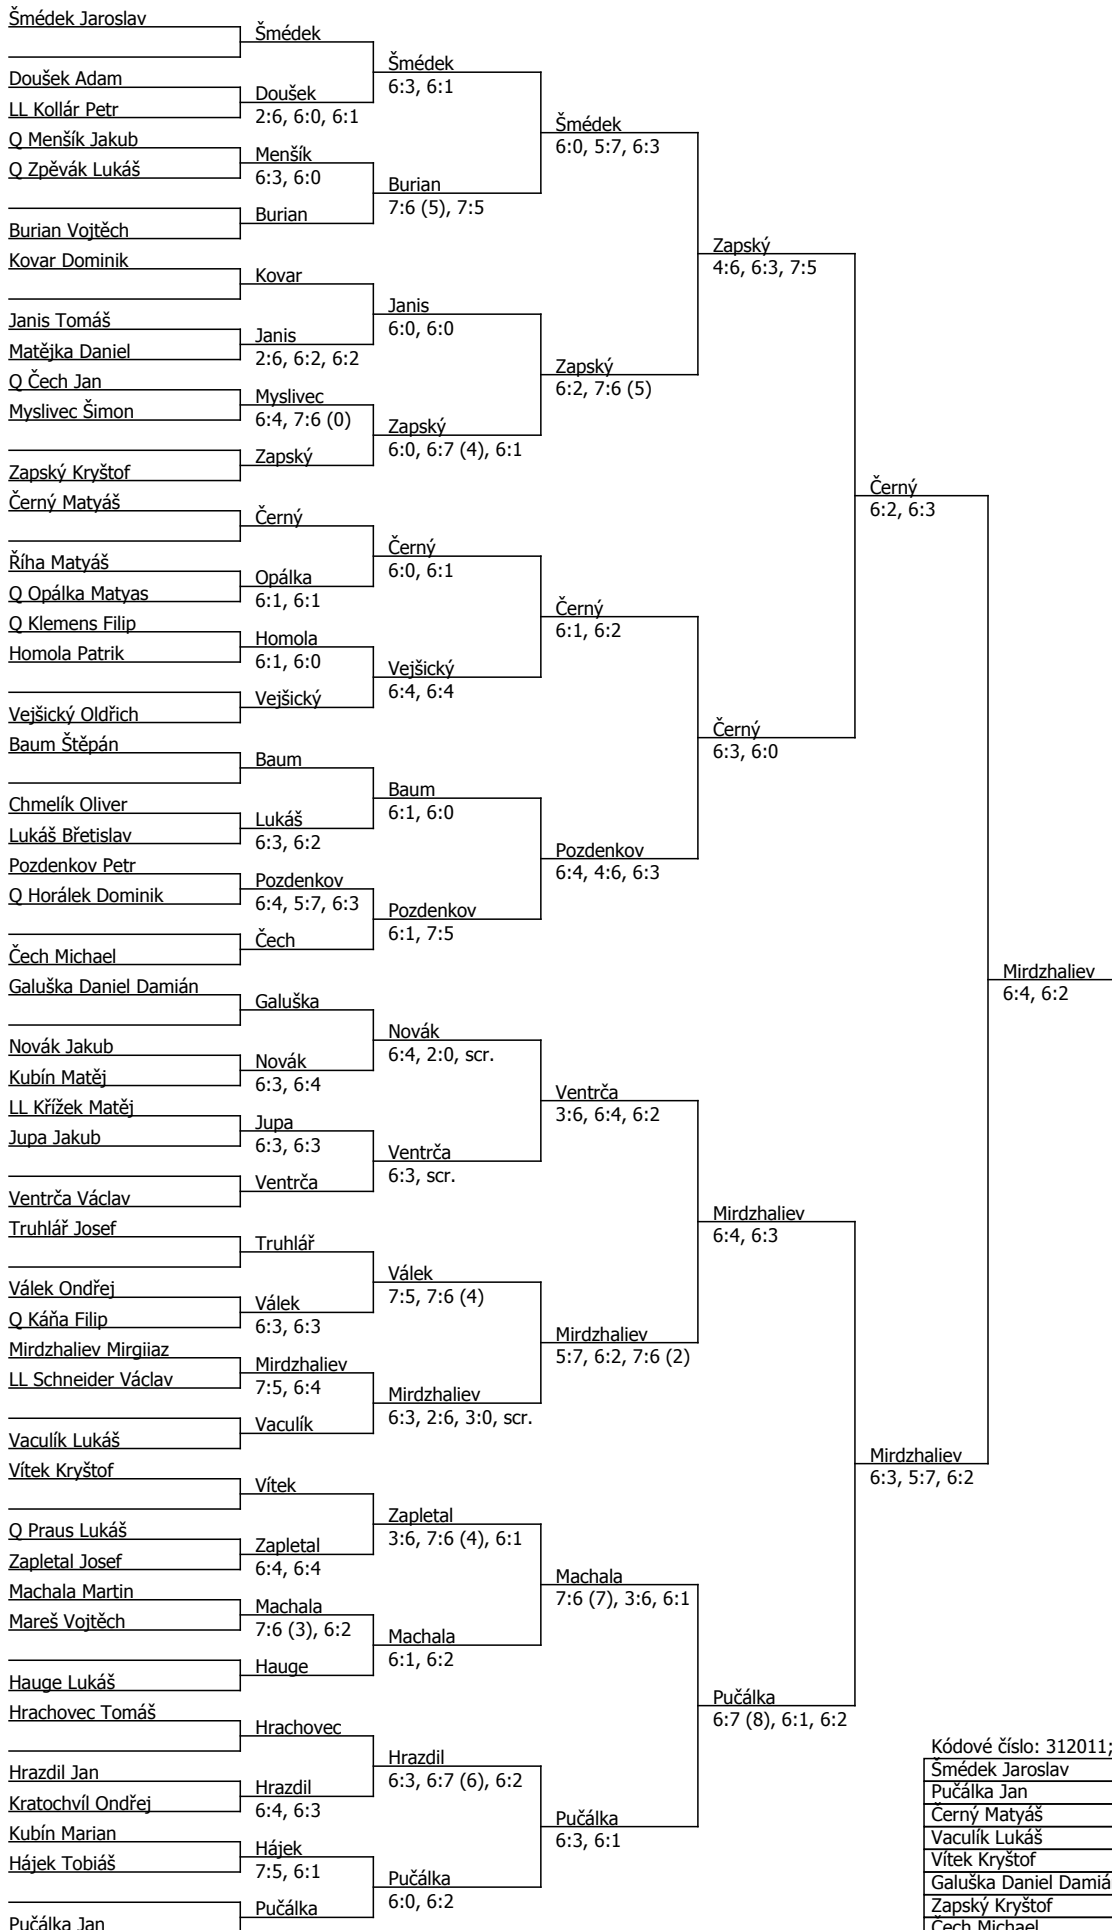 Šmédek Jaroslav
Doušek Adam
LL Kollár Petr
Q Menšík Jakub
Q Zpěvák Lukáš
Burian Vojtěch
Kovar Dominik
Janis Tomáš
Matějka Daniel
Q Čech Jan
Myslivec Šimon
Zapský Kryštof
Černý Matyáš
Říha Matyáš
Q Opálka Matyas
Q Klemens Filip
Homola Patrik
Vejšický Oldřich
Baum Štěpán
Chmelík Oliver
Lukáš Břetislav
Pozdenkov Petr
Q Horálek Dominik
Čech Michael
Galuška Daniel Damián
Novák Jakub
Kubín Matěj
LL Křížek Matěj
Jupa Jakub
Ventrča Václav
Truhlář Josef
Válek Ondřej
Q Káňa Filip
Mirdzhaliev Mirgiiaz
LL Schneider Václav
Vaculík Lukáš
Vítek Kryštof
Q Praus Lukáš
Zapletal Josef
Machala Martin
Mareš Vojtěch
Hauge Lukáš
Hrachovec Tomáš
Hrazdil Jan
Kratochvíl Ondřej
Kubín Marian
Hájek Tobiáš
Pučálka Jan
Šmédek
Doušek
2:6, 6:0, 6:1
Menšík
6:3, 6:0
Burian
Kovar
Janis
2:6, 6:2, 6:2
Myslivec
6:4, 7:6 (0)
Zapský
Černý
Opálka
6:1, 6:1
Homola
6:1, 6:0
Vejšický
Baum
Lukáš
6:3, 6:2
Pozdenkov
6:4, 5:7, 6:3
Čech
Galuška
Novák
6:3, 6:4
Jupa
6:3, 6:3
Ventrča
Truhlář
Válek
6:3, 6:3
Mirdzhaliev
7:5, 6:4
Vaculík
Vítek
Zapletal
6:4, 6:4
Machala
7:6 (3), 6:2
Hauge
Hrachovec
Hrazdil
6:4, 6:3
Hájek
7:5, 6:1
Pučálka
Šmédek
6:3, 6:1
Burian
7:6 (5), 7:5
Janis
6:0, 6:0
Zapský
6:0, 6:7 (4), 6:1
Černý
6:0, 6:1
Vejšický
6:4, 6:4
Baum
6:1, 6:0
Pozdenkov
6:1, 7:5
Novák
6:4, 2:0, scr.
Ventrča
6:3, scr.
Válek
7:5, 7:6 (4)
Mirdzhaliev
6:3, 2:6, 3:0, scr.
Zapletal
3:6, 7:6 (4), 6:1
Machala
6:1, 6:2
Hrazdil
6:3, 6:7 (6), 6:2
Pučálka
6:0, 6:2
Šmédek
6:0, 5:7, 6:3
Zapský
6:2, 7:6 (5)
Černý
6:1, 6:2
Pozdenkov
6:4, 4:6, 6:3
Ventrča
3:6, 6:4, 6:2
Mirdzhaliev
5:7, 6:2, 7:6 (2)
Machala
7:6 (7), 3:6, 6:1
Pučálka
6:3, 6:1
Zapský
4:6, 6:3, 7:5
Černý
6:3, 6:0
Mirdzhaliev
6:4, 6:3
Pučálka
6:7 (8), 6:1, 6:2
Černý
6:2, 6:3
Mirdzhaliev
6:3, 5:7, 6:2
Mirdzhaliev
6:4, 6:2
Kódové číslo: 312011;
Šmédek Jaroslav
Pučálka Jan
Černý Matyáš
Vaculík Lukáš
Vítek Kryštof
Galuška Daniel Damiá
Zapský Kryštof
Čech Michael